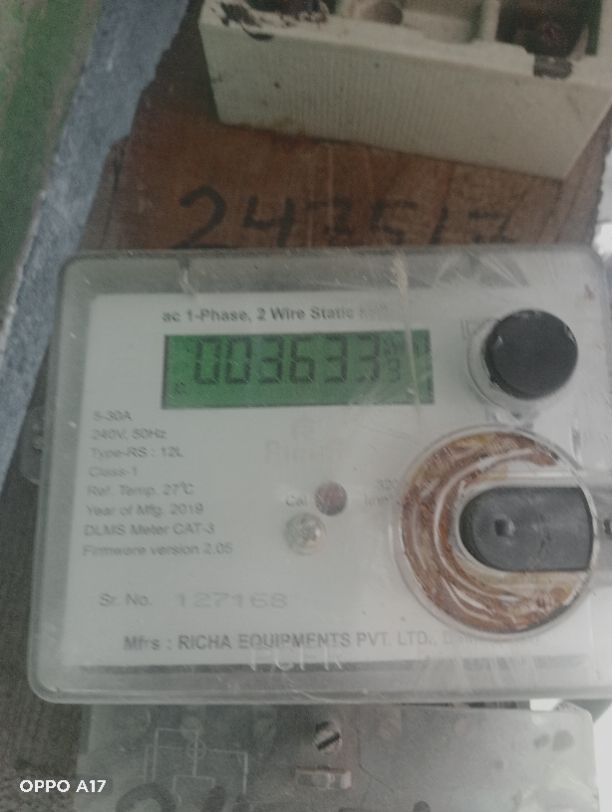 247517
ac 1-Phase, 2 Wire Static
003633
5-30A
240V, 50Hz
Type-RS : 12L
Class-1
Ref. Temp. 27°C
Year of Mfg. 2019
DLMS Meter CAT-3
Firmware version 2.05
Cal
320
Sr. No. 127168
Mfrs : RICHA EQUIPMENTS PVT. LTD.,
OPPO A17